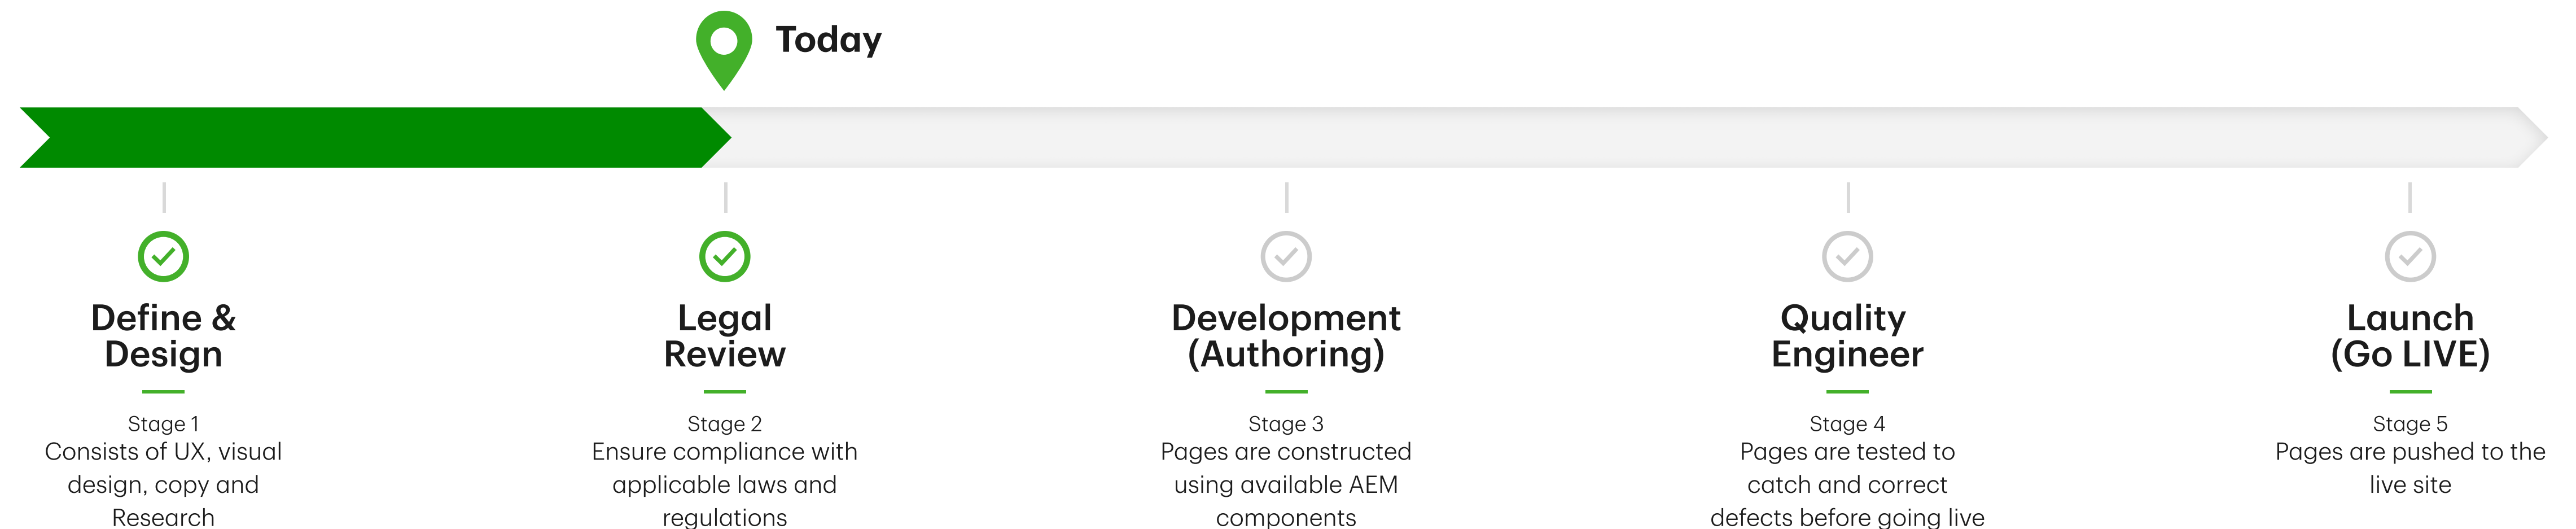 Today
Define &
Design
Stage 1
Consists of UX, visual
design, copy and
Research
Legal
Review
Stage 2
Ensure compliance with
applicable laws and
regulations
Development
(Authoring)
Stage 3
Pages are constructed
using available AEM
components
Quality
Engineer
Stage 4
Pages are tested to
catch and correct
defects before going live
Launch
(Go LIVE)
Stage 5
Pages are pushed to the
live site